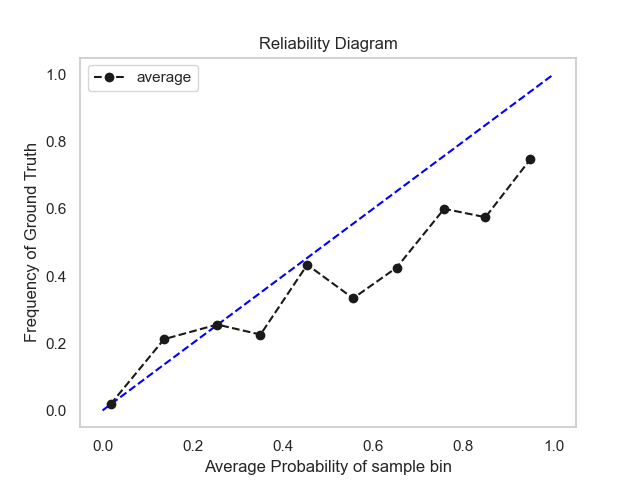 Reliability Diagram
average
Frequency of Ground Truth
1.0
0.8
0.6
0.4
0.2
0.0
0.0 0.2 0.4 0.6 0.8 1.0
Average Probability of sample bin